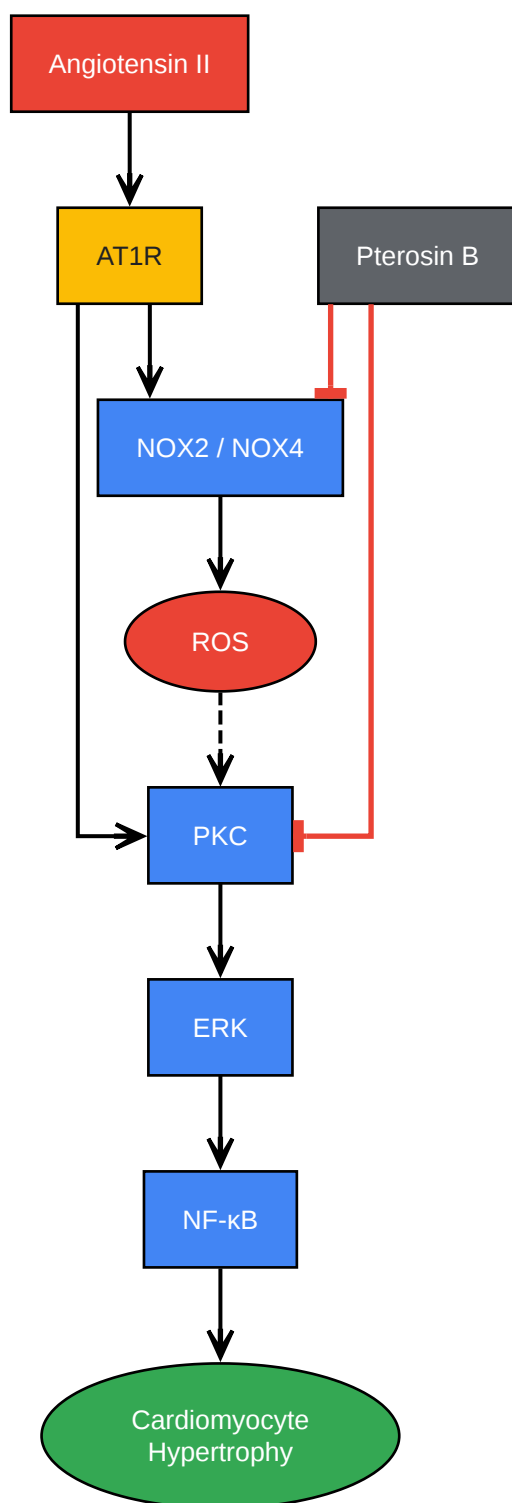 Angiotensin II
AT1R
Pterosin B
NOX2 / NOX4
ROS
PKC
ERK
NF-κB
Cardiomyocyte
Hypertrophy